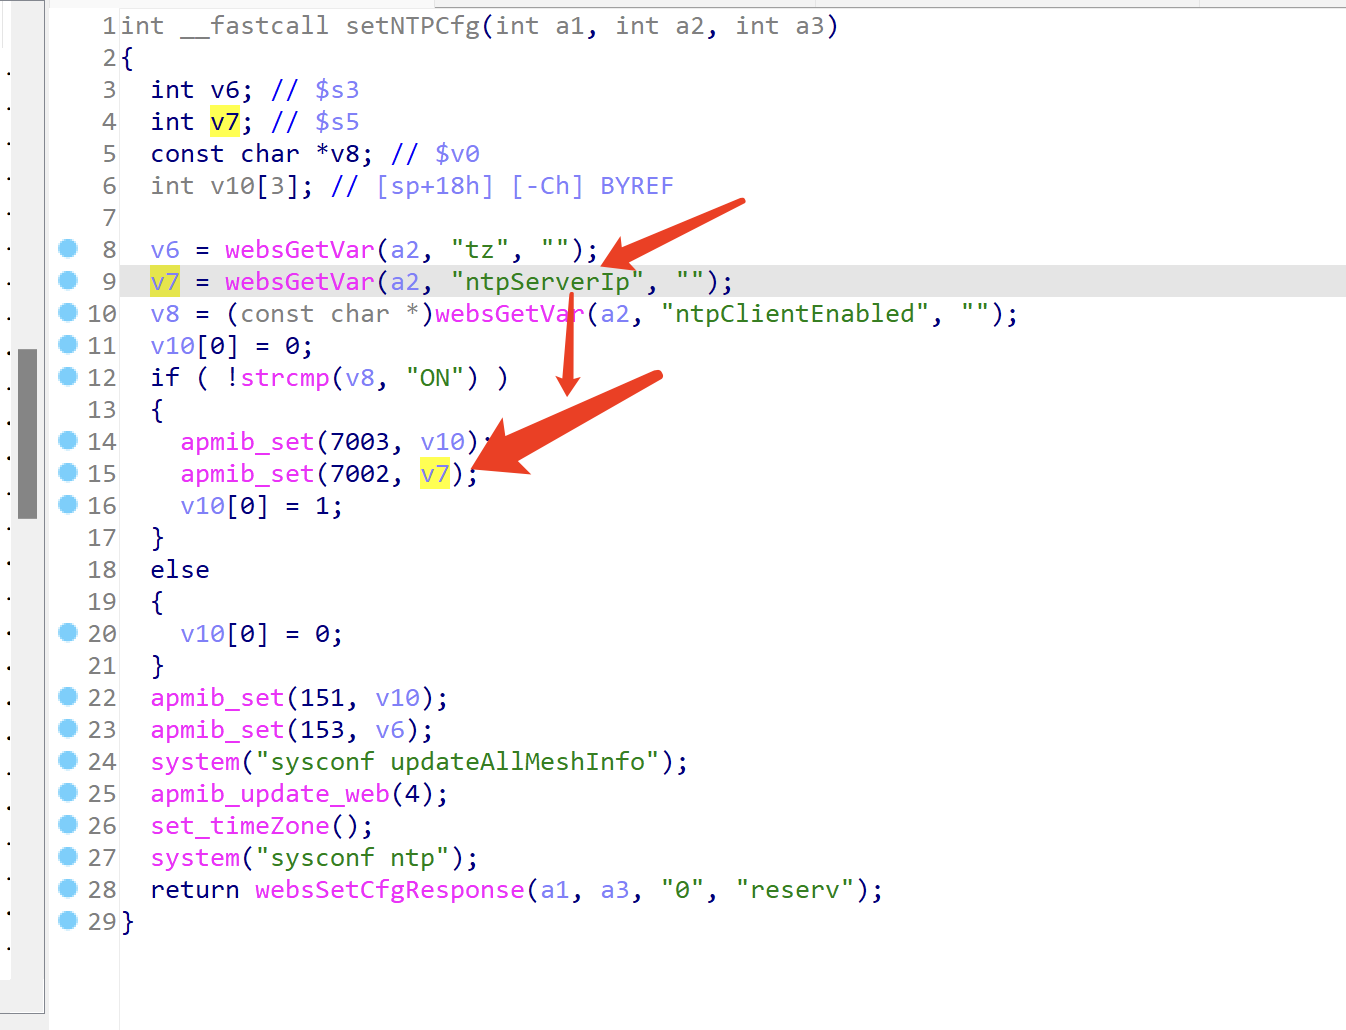 1 int __fastcall setNTPCfg(int a1, int a2, int a3)
2 {
3   int v6; // $s3
4   int v7; // $s5
5   const char *v8; // $v0
6   int v10[3]; // [sp+18h] [-Ch] BYREF
7
8   v6 = websGetVar(a2, "tz", "");
9   v7 = websGetVar(a2, "ntpServerIp", "");
10   v8 = (const char *)websGetVar(a2, "ntpClientEnabled", "");
11   v10[0] = 0;
12   if ( !strcmp(v8, "ON") )
13   {
14     apmib_set(7003, v10);
15     apmib_set(7002, v7);
16     v10[0] = 1;
17   }
18   else
19   {
20     v10[0] = 0;
21   }
22   apmib_set(151, v10);
23   apmib_set(153, v6);
24   system("sysconf updateAllMeshInfo");
25   apmib_update_web(4);
26   set_timeZone();
27   system("sysconf ntp");
28   return websSetCfgResponse(a1, a3, "0", "reserv");
29 }